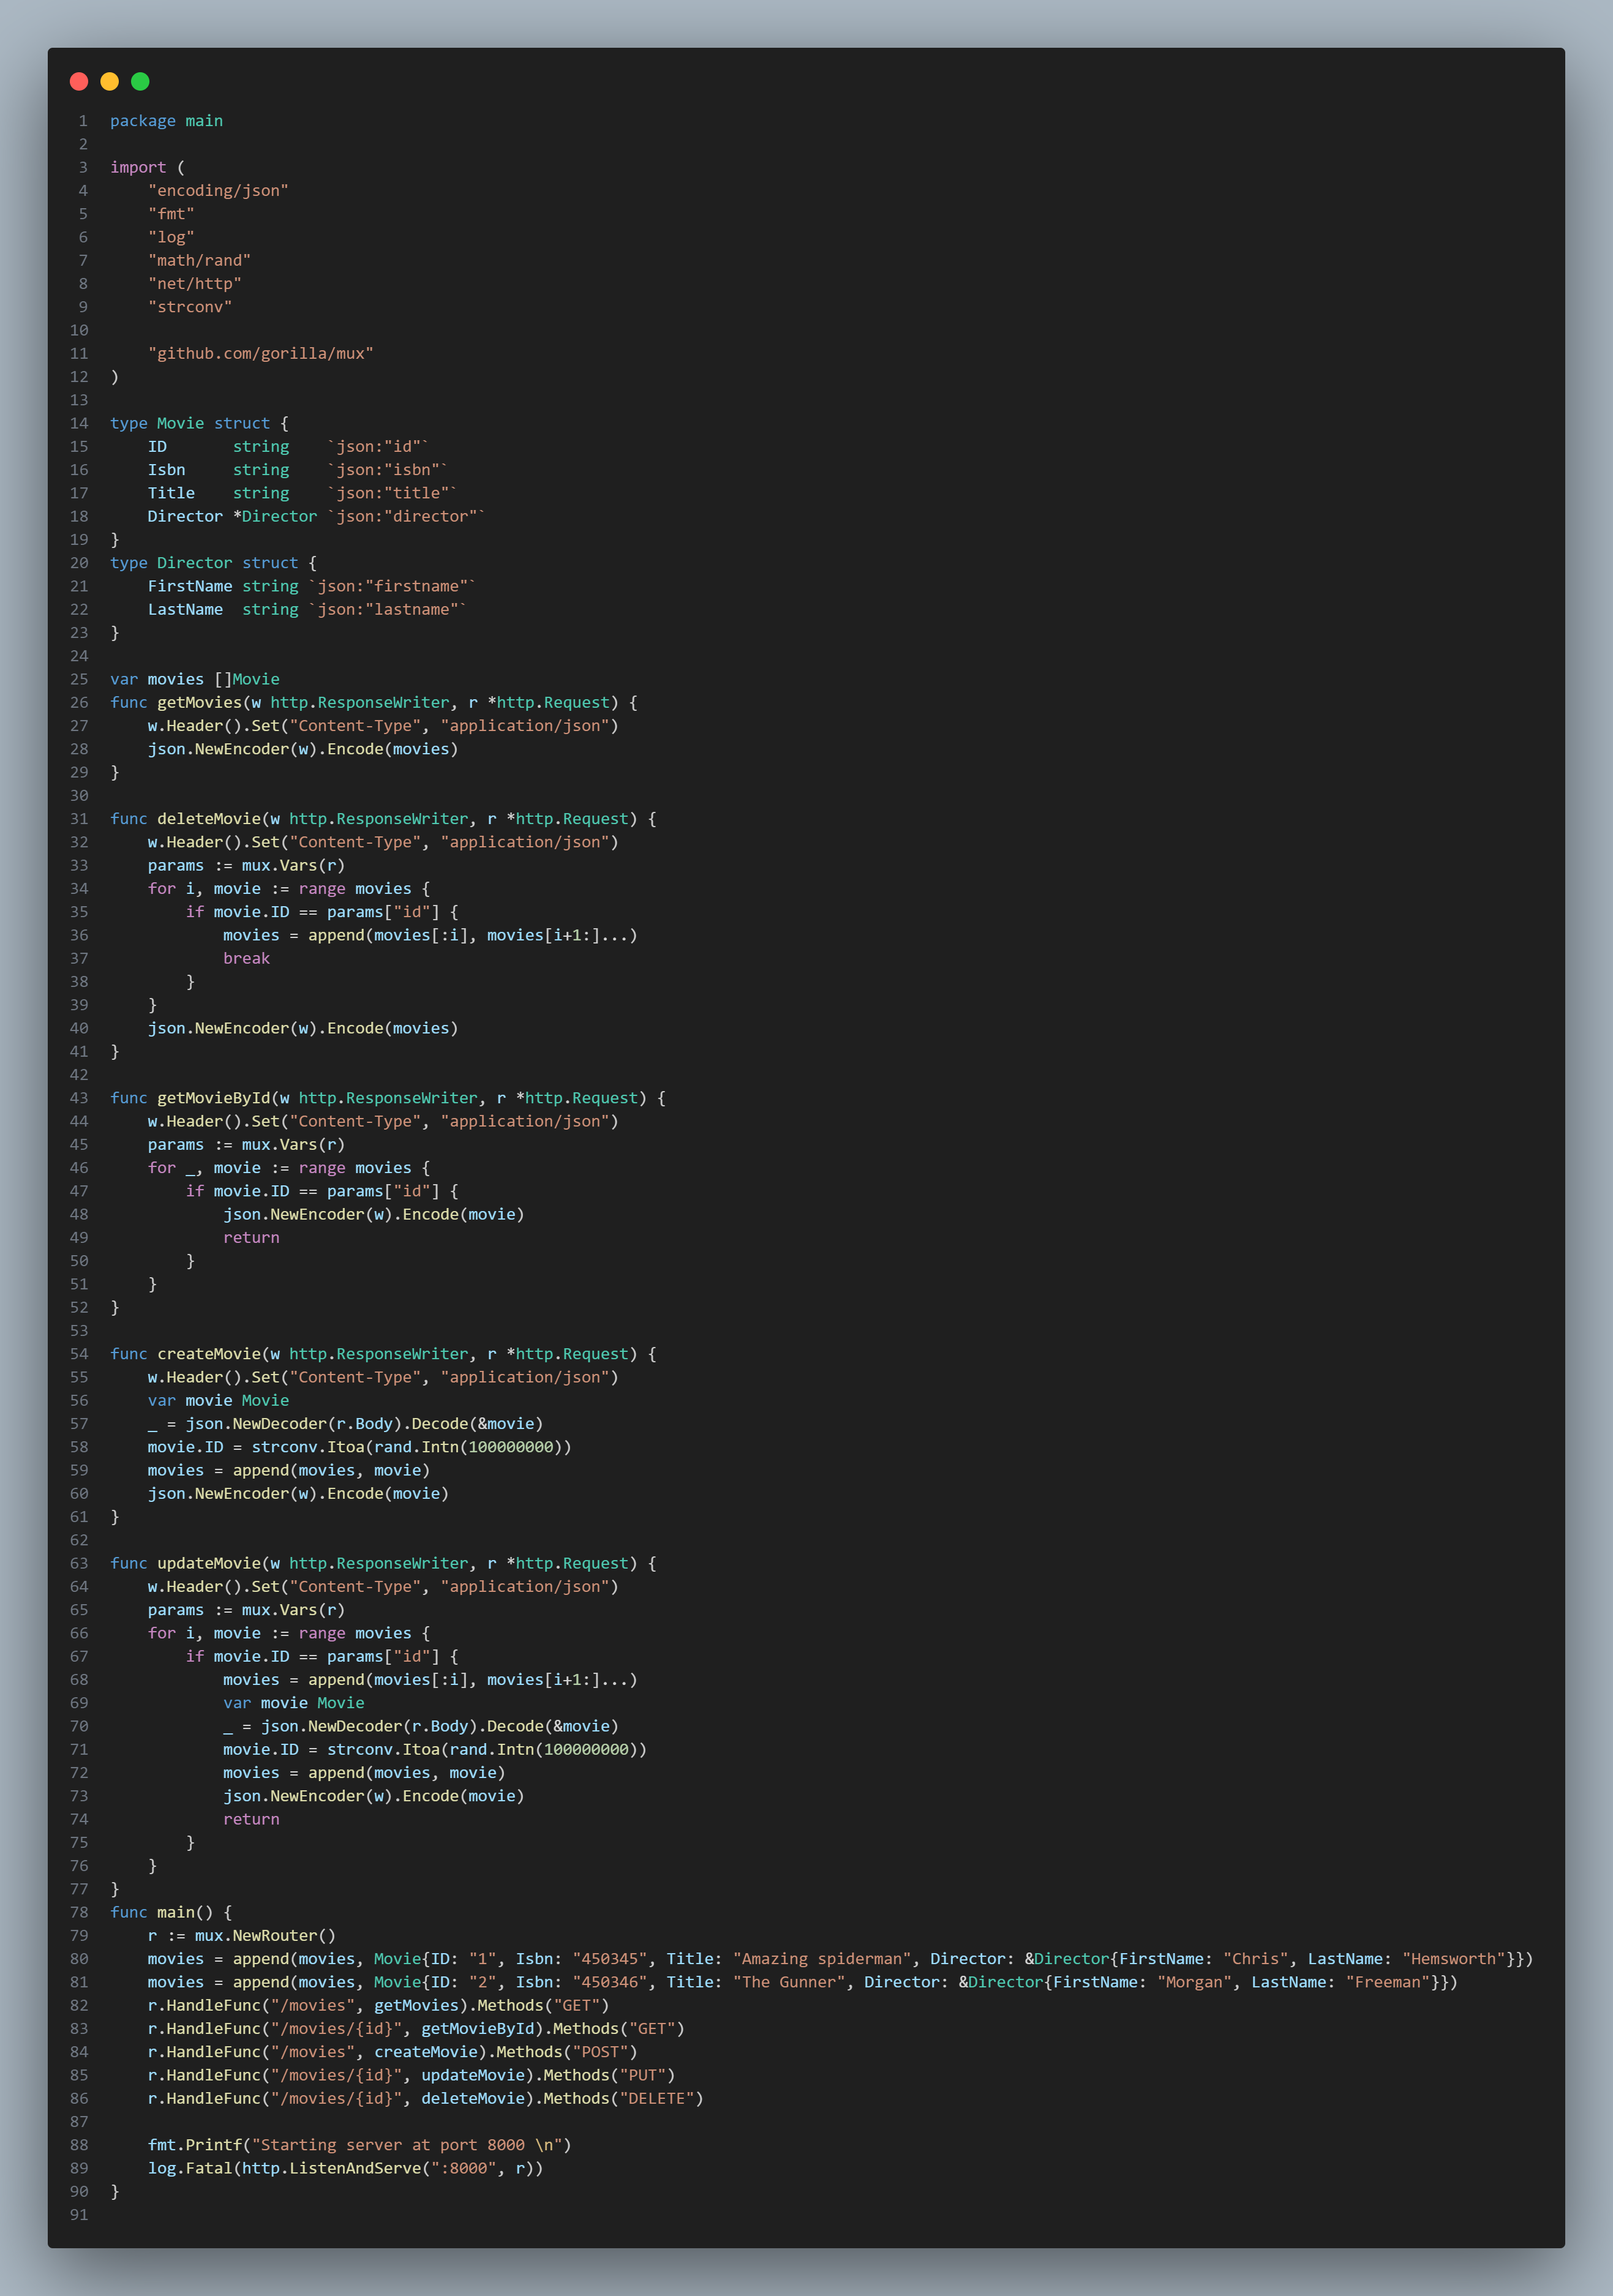 1 package main
2
3 import (
4     "encoding/json"
5     "fmt"
6     "log"
7     "math/rand"
8     "net/http"
9     "strconv"
10
11     "github.com/gorilla/mux"
12 )
13
14 type Movie struct {
15     ID       string    `json:"id"`
16     Isbn     string    `json:"isbn"`
17     Title    string    `json:"title"`
18     Director *Director `json:"director"`
19 }
20 type Director struct {
21     FirstName string `json:"firstname"`
22     LastName  string `json:"lastname"`
23 }
24
25 var movies []Movie
26 func getMovies(w http.ResponseWriter, r *http.Request) {
27     w.Header().Set("Content-Type", "application/json")
28     json.NewEncoder(w).Encode(movies)
29 }
30
31 func deleteMovie(w http.ResponseWriter, r *http.Request) {
32     w.Header().Set("Content-Type", "application/json")
33     params := mux.Vars(r)
34     for i, movie := range movies {
35         if movie.ID == params["id"] {
36             movies = append(movies[:i], movies[i+1:]...)
37             break
38         }
39     }
40     json.NewEncoder(w).Encode(movies)
41 }
42
43 func getMovieById(w http.ResponseWriter, r *http.Request) {
44     w.Header().Set("Content-Type", "application/json")
45     params := mux.Vars(r)
46     for _, movie := range movies {
47         if movie.ID == params["id"] {
48             json.NewEncoder(w).Encode(movie)
49             return
50         }
51     }
52 }
53
54 func createMovie(w http.ResponseWriter, r *http.Request) {
55     w.Header().Set("Content-Type", "application/json")
56     var movie Movie
57     _ = json.NewDecoder(r.Body).Decode(&movie)
58     movie.ID = strconv.Itoa(rand.Intn(100000000))
59     movies = append(movies, movie)
60     json.NewEncoder(w).Encode(movie)
61 }
62
63 func updateMovie(w http.ResponseWriter, r *http.Request) {
64     w.Header().Set("Content-Type", "application/json")
65     params := mux.Vars(r)
66     for i, movie := range movies {
67         if movie.ID == params["id"] {
68             movies = append(movies[:i], movies[i+1:]...)
69             var movie Movie
70             _ = json.NewDecoder(r.Body).Decode(&movie)
71             movie.ID = strconv.Itoa(rand.Intn(100000000))
72             movies = append(movies, movie)
73             json.NewEncoder(w).Encode(movie)
74             return
75         }
76     }
77 }
78 func main() {
79     r := mux.NewRouter()
80     movies = append(movies, Movie{ID: "1", Isbn: "450345", Title: "Amazing spiderman", Director: &Director{FirstName: "Chris", LastName: "Hemsworth"}})
81     movies = append(movies, Movie{ID: "2", Isbn: "450346", Title: "The Gunner", Director: &Director{FirstName: "Morgan", LastName: "Freeman"}})
82     r.HandleFunc("/movies", getMovies).Methods("GET")
83     r.HandleFunc("/movies/{id}", getMovieById).Methods("GET")
84     r.HandleFunc("/movies", createMovie).Methods("POST")
85     r.HandleFunc("/movies/{id}", updateMovie).Methods("PUT")
86     r.HandleFunc("/movies/{id}", deleteMovie).Methods("DELETE")
87
88     fmt.Printf("Starting server at port 8000 \n")
89     log.Fatal(http.ListenAndServe(":8000", r))
90 }
91